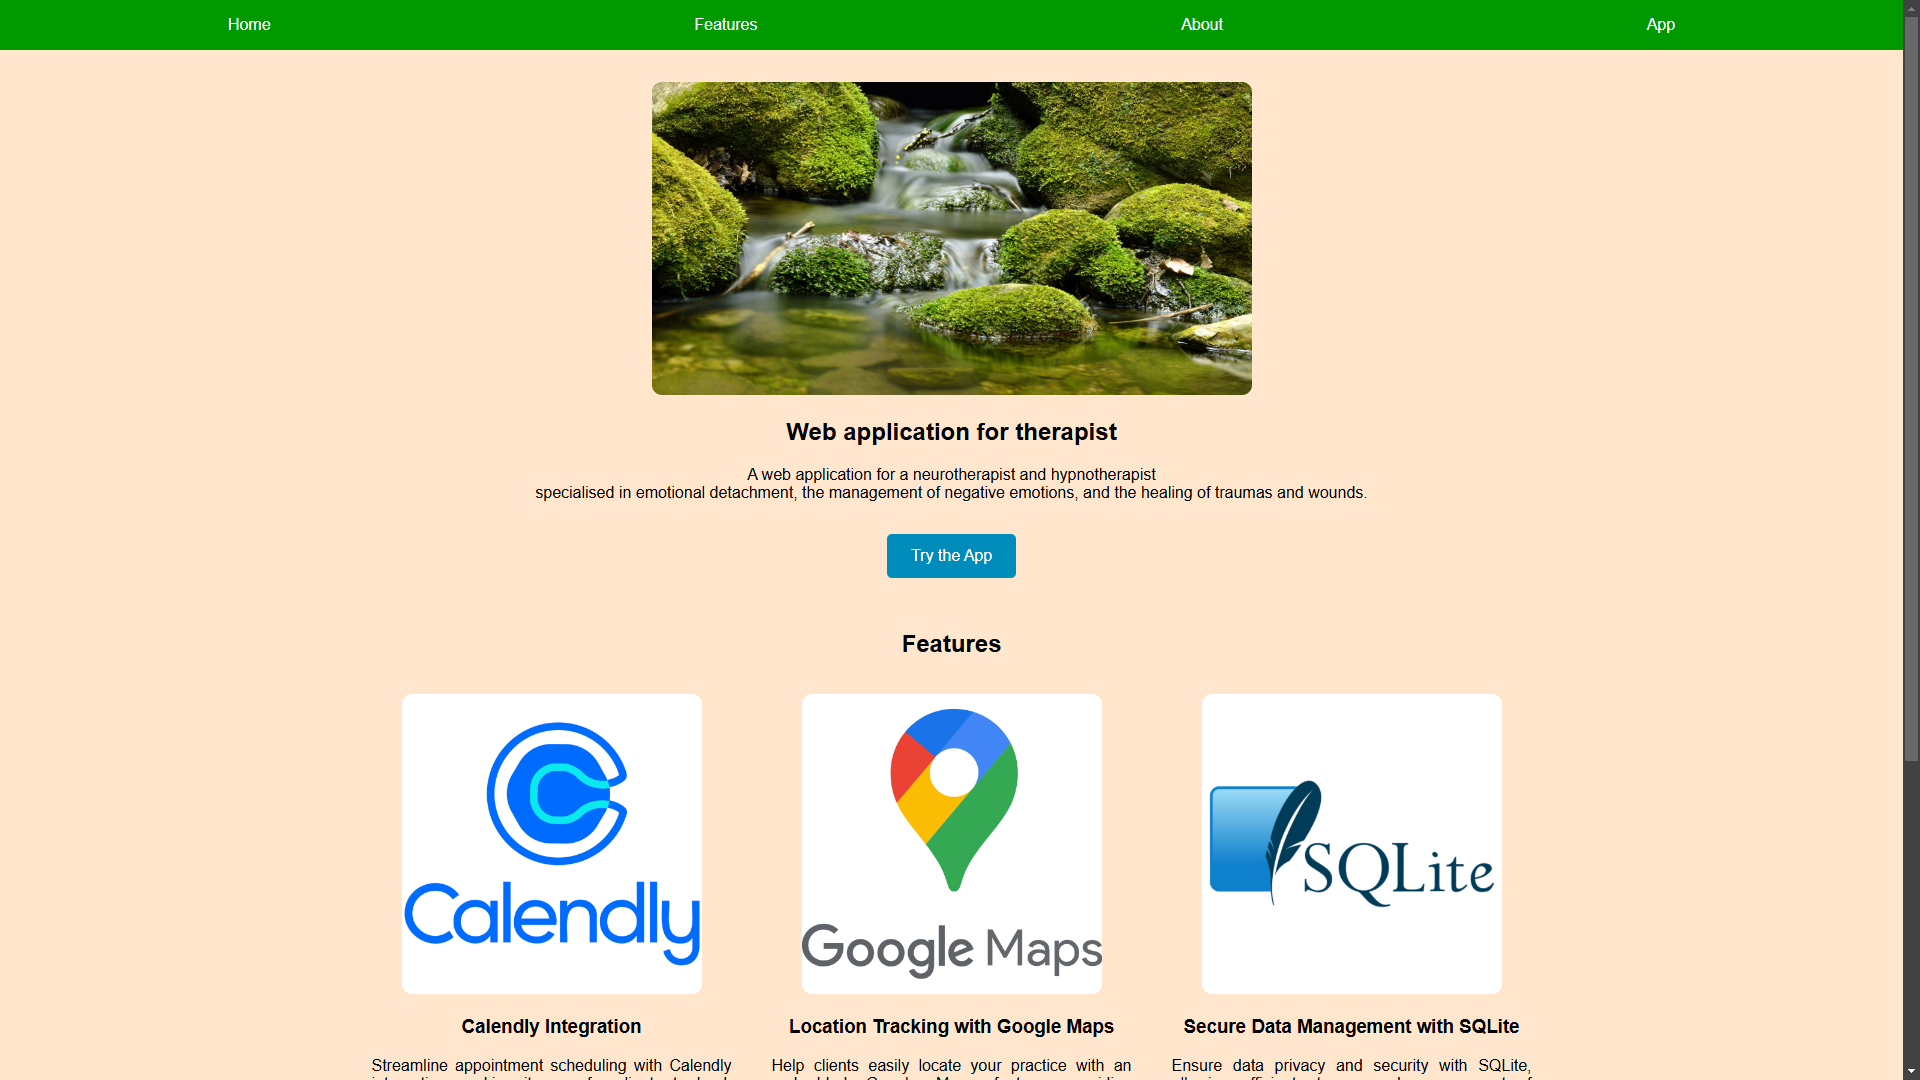 Home Features About App
Web application for therapist
A web application for a neurotherapist and hypnotherapist
specialised in emotional detachment, the management of negative emotions, and the healing of traumas and wounds.
Try the App
Features
Calendly
Google Maps
SQLite
Calendly Integration
Location Tracking with Google Maps
Secure Data Management with SQLite
Streamline appointment scheduling with Calendly
Help clients easily locate your practice with an
Ensure data privacy and security with SQLite,